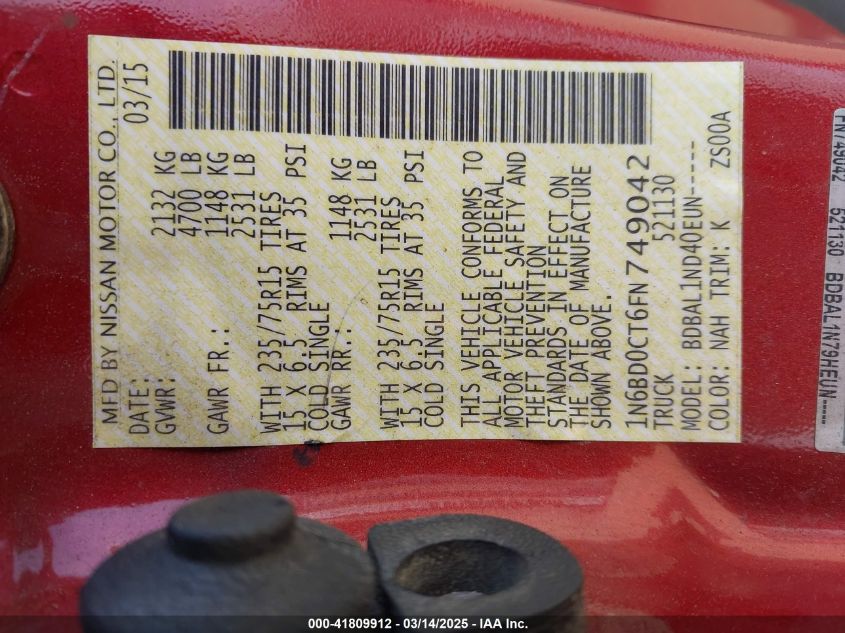 MFD BY NISSAN MOTOR CO., LTD.
DATE: 03/15
GVWR: 2132 KG
4700 LB
GAWR FR.: 1148 KG
2531 LB
WITH 235/75R15 TIRES
15 X 6.5 RIMS AT 35 PSI
COLD SINGLE
GAWR RR.: 1148 KG
2531 LB
WITH 235/75R15 TIRES
15 X 6.5 RIMS AT 35 PSI
COLD SINGLE
THIS VEHICLE CONFORMS TO
ALL APPLICABLE FEDERAL
MOTOR VEHICLE SAFETY AND
THEFT PREVENTION
STANDARDS IN EFFECT ON
THE DATE OF MANUFACTURE
SHOWN ABOVE.
1N6BD0CT6FN749042
TRUCK 521130
MODEL: BDBAL1ND40EUN-----
COLOR: NAH TRIM: K ZS00A
FN 749042 521130 BDBAL1N79HEUN-----
000-41809912 - 03/14/2025 - IAA Inc.